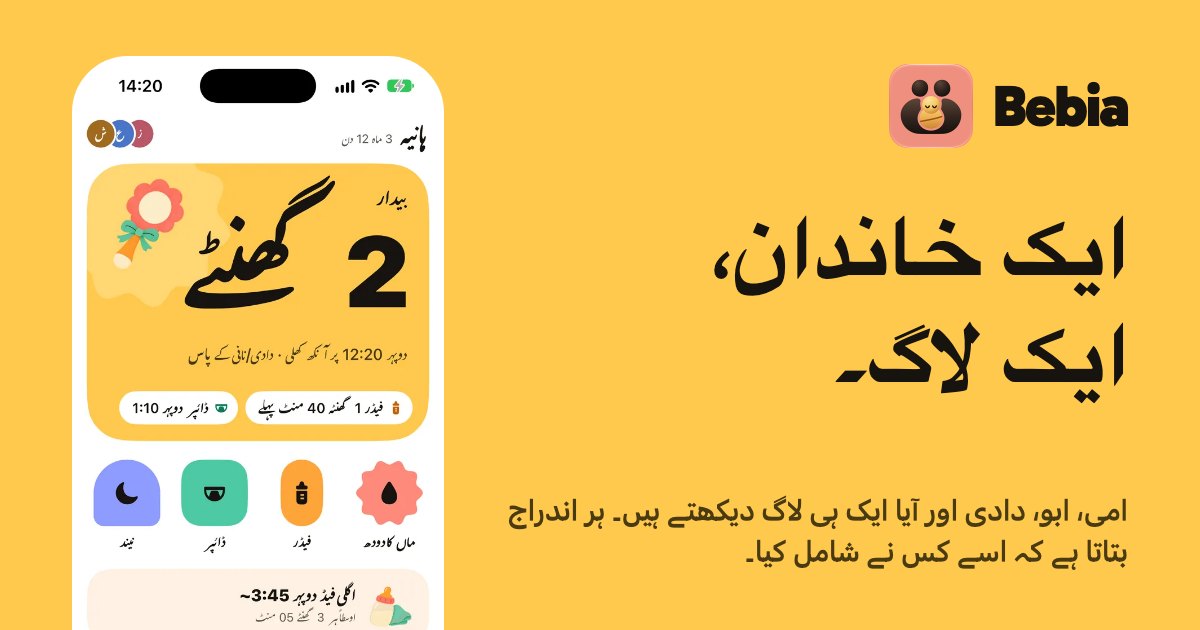 Bebia
ایک خاندان،
ایک لاگ۔
امی، ابو، دادی اور آیا ایک ہی لاگ دیکھتے ہیں۔ ہر اندراج
بتاتا ہے کہ اسے کس نے شامل کیا۔
14:20
ہانیہ 3 ماہ 12 دن
ز ع ش
بیدار
2 گھنٹے
دوپہر 12:20 پر آنکھ کھلی · دادی/نانی کے پاس
فیڈر 1 گھنٹہ 40 منٹ پہلے
ڈائپر دوپہر 1:10
ماں کا دودھ
فیڈر
ڈائپر
نیند
اگلی فیڈ دوپہر 3:45~
اوسطاً ہر 3 گھنٹے 05 منٹ